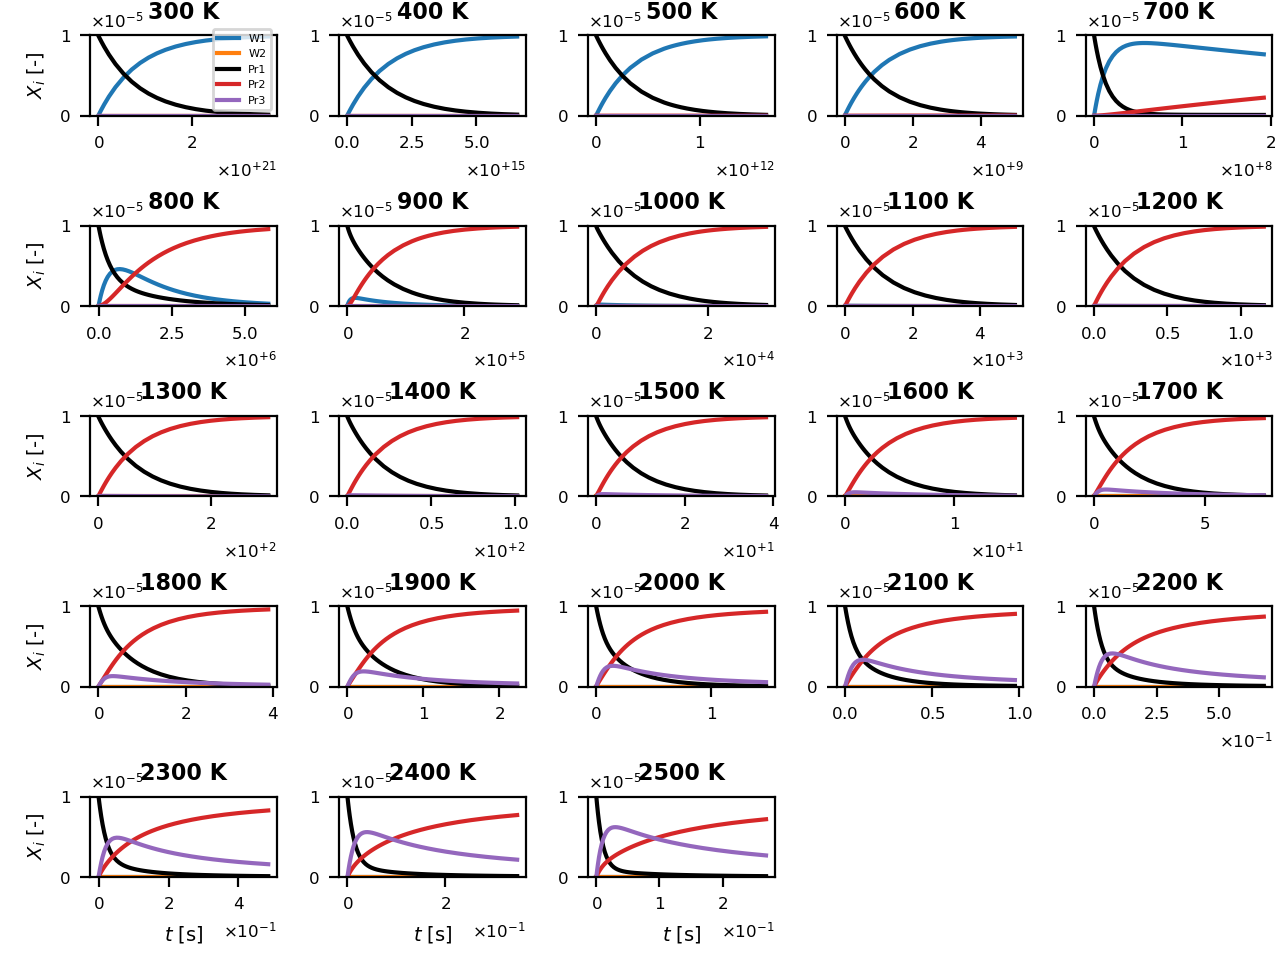 300 K 400 K 500 K 600 K 700 K
×10⁻⁵ ×10⁻⁵ ×10⁻⁵ ×10⁻⁵ ×10⁻⁵
1 1 1 1 1
W1
W2
Pr1
Pr2
Pr3
X_i [-]
0 0 0 0 0
0 2 0.0 2.5 5.0 0 1 0 2 4 0 1 2
×10⁺²¹ ×10⁺¹⁵ ×10⁺¹² ×10⁺⁹ ×10⁺⁸
800 K 900 K 1000 K 1100 K 1200 K
×10⁻⁵ ×10⁻⁵ ×10⁻⁵ ×10⁻⁵ ×10⁻⁵
1 1 1 1 1
X_i [-]
0 0 0 0 0
0.0 2.5 5.0 0 2 0 2 0 2 4 0.0 0.5 1.0
×10⁺⁶ ×10⁺⁵ ×10⁺⁴ ×10⁺³ ×10⁺³
1300 K 1400 K 1500 K 1600 K 1700 K
×10⁻⁵ ×10⁻⁵ ×10⁻⁵ ×10⁻⁵ ×10⁻⁵
1 1 1 1 1
X_i [-]
0 0 0 0 0
0 2 0.0 0.5 1.0 0 2 4 0 1 0 5
×10⁺² ×10⁺² ×10⁺¹ ×10⁺¹
1800 K 1900 K 2000 K 2100 K 2200 K
×10⁻⁵ ×10⁻⁵ ×10⁻⁵ ×10⁻⁵ ×10⁻⁵
1 1 1 1 1
X_i [-]
0 0 0 0 0
0 2 4 0 1 2 0 1 0.0 0.5 1.0 0.0 2.5 5.0
×10⁻¹
2300 K 2400 K 2500 K
×10⁻⁵ ×10⁻⁵ ×10⁻⁵
1 1 1
X_i [-]
0 0 0
0 2 4 0 2 0 1 2
t [s] ×10⁻¹ t [s] ×10⁻¹ t [s] ×10⁻¹